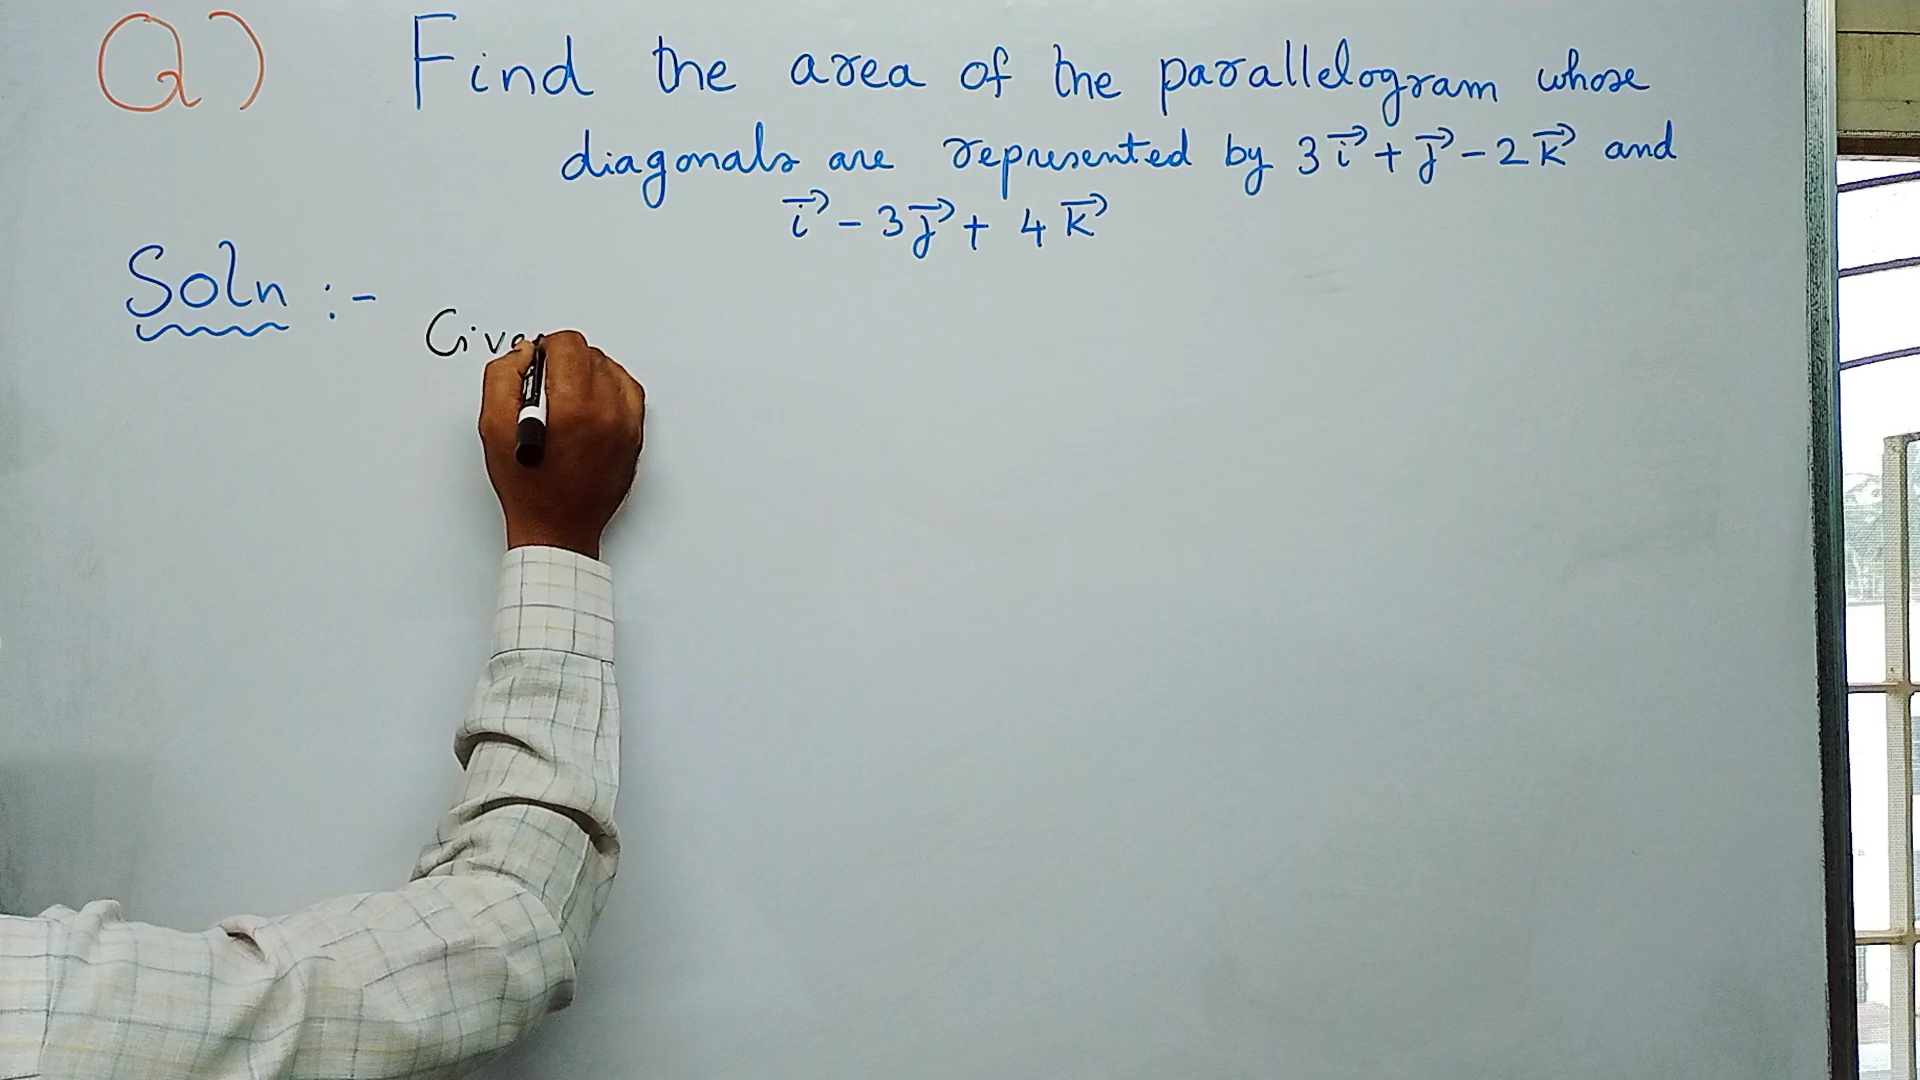 Q) Find the area of the parallelogram whose
diagonals are represented by 3i⃗ + j⃗ - 2k⃗ and
i⃗ - 3j⃗ + 4k⃗
Soln :-